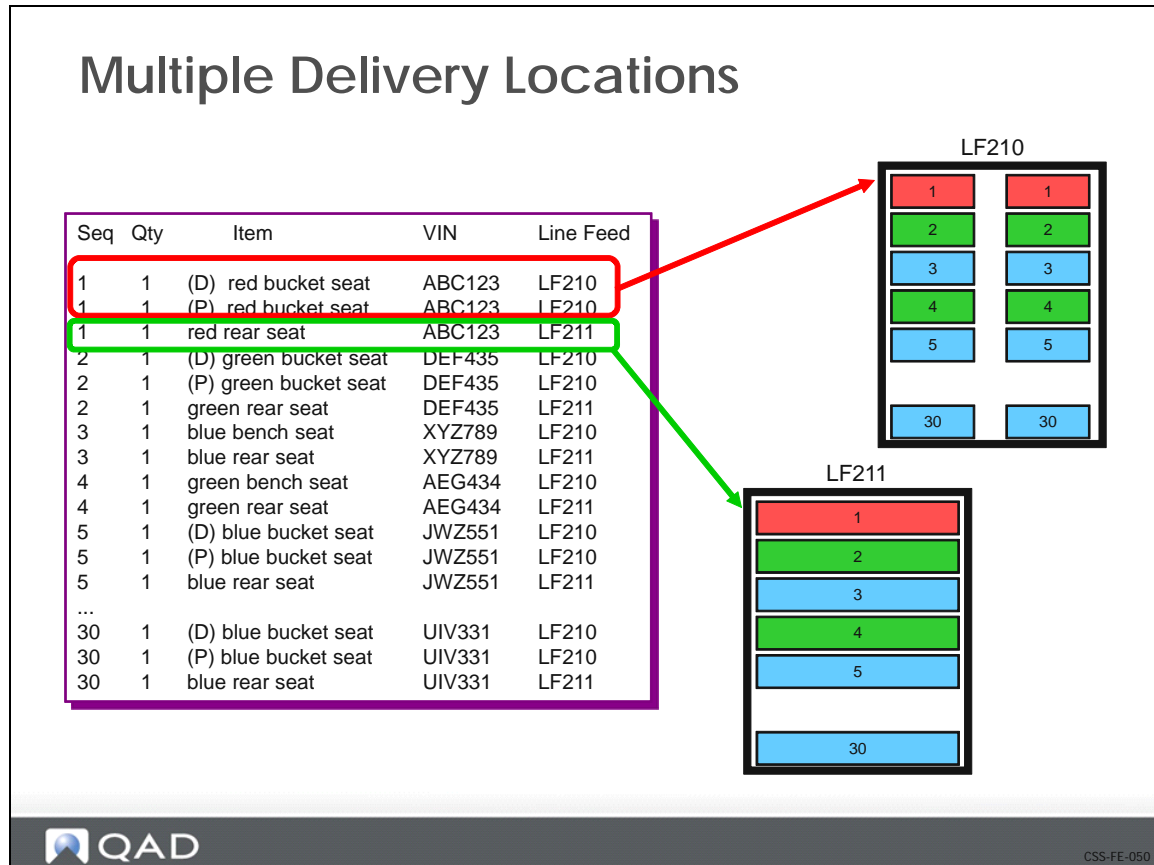 Multiple Delivery Locations
Seq Qty Item VIN Line Feed
1 1 (D) red bucket seat ABC123 LF210
1 1 (P) red bucket seat ABC123 LF210
1 1 red rear seat ABC123 LF211
2 1 (D) green bucket seat DEF435 LF210
2 1 (P) green bucket seat DEF435 LF210
2 1 green rear seat DEF435 LF211
3 1 blue bench seat XYZ789 LF210
3 1 blue rear seat XYZ789 LF211
4 1 green bench seat AEG434 LF210
4 1 green rear seat AEG434 LF211
5 1 (D) blue bucket seat JWZ551 LF210
5 1 (P) blue bucket seat JWZ551 LF210
5 1 blue rear seat JWZ551 LF211
...
30 1 (D) blue bucket seat UIV331 LF210
30 1 (P) blue bucket seat UIV331 LF210
30 1 blue rear seat UIV331 LF211
LF210
1 1
2 2
3 3
4 4
5 5
30 30
LF211
1
2
3
4
5
30
QAD
CSS-FE-050